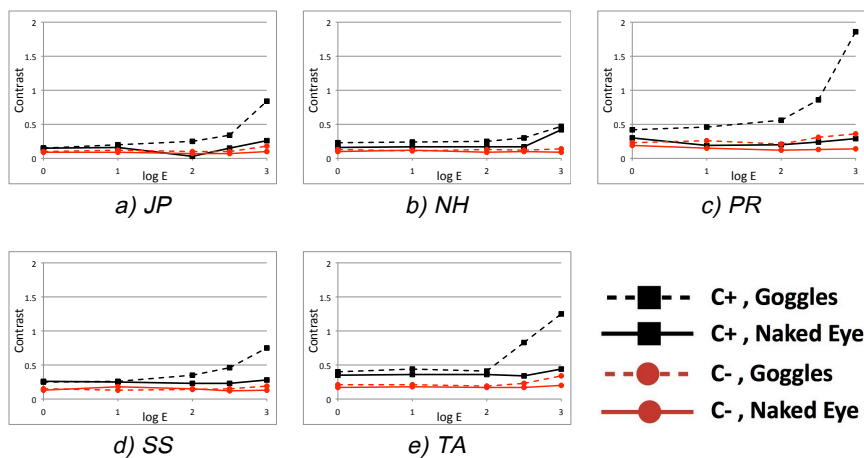 2
1.5
1
0.5
0
0 1 2 3
Contrast
log E
a) JP
2
1.5
1
0.5
0
0 1 2 3
Contrast
log E
b) NH
2
1.5
1
0.5
0
0 1 2 3
Contrast
log E
c) PR
2
1.5
1
0.5
0
0 1 2 3
Contrast
log E
d) SS
2
1.5
1
0.5
0
0 1 2 3
Contrast
log E
e) TA
C+ , Goggles
C+ , Naked Eye
C- , Goggles
C- , Naked Eye